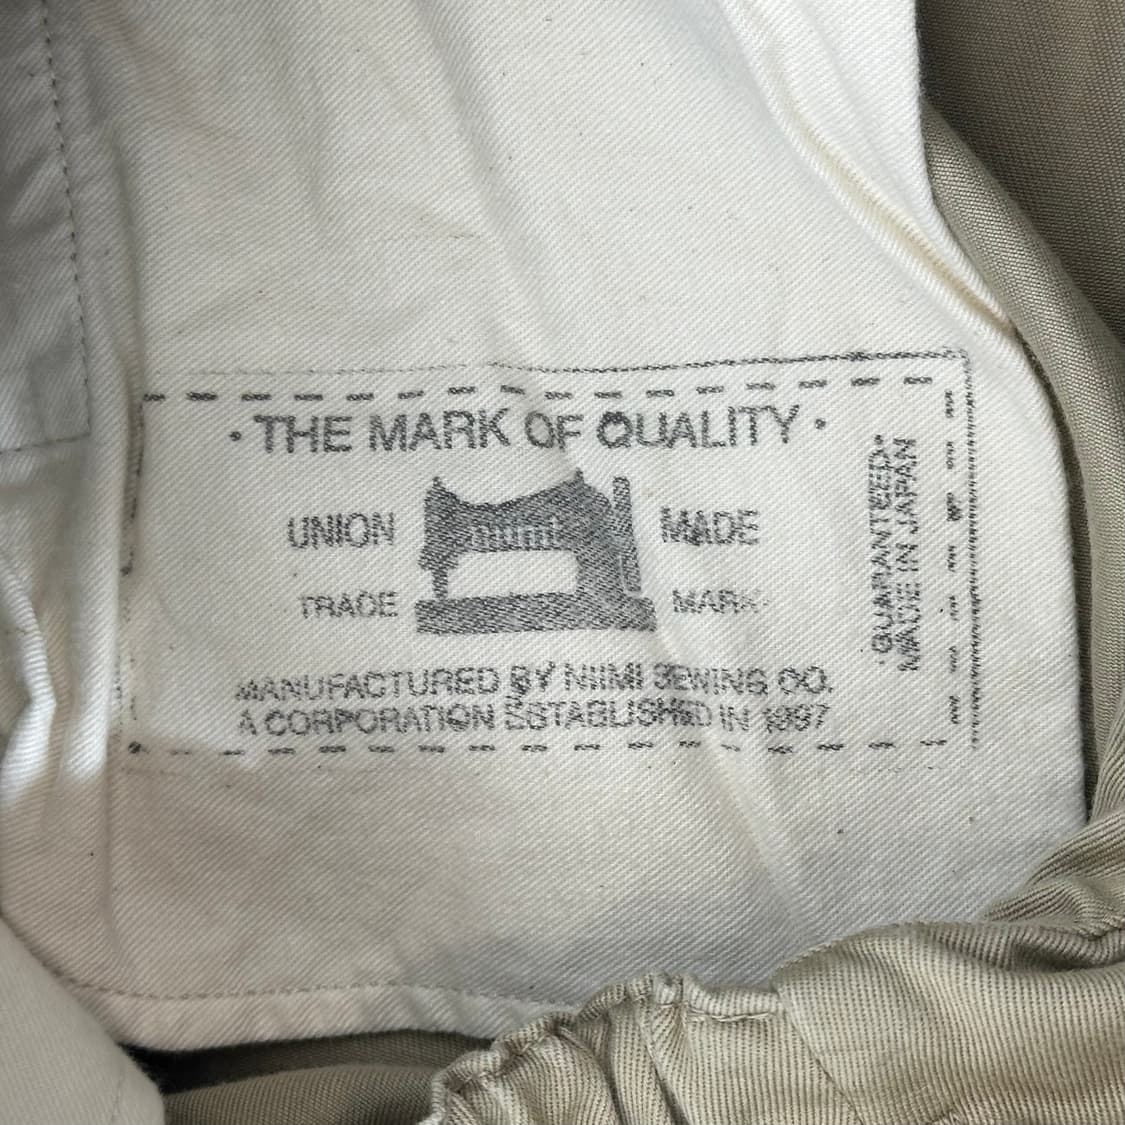 · THE MARK OF QUALITY ·
UNION MADE
niimi
TRADE MARK
MANUFACTURED BY NIIMI SEWING CO.
A CORPORATION ESTABLISHED IN
· GUARANTEED ·
MADE IN JAPAN